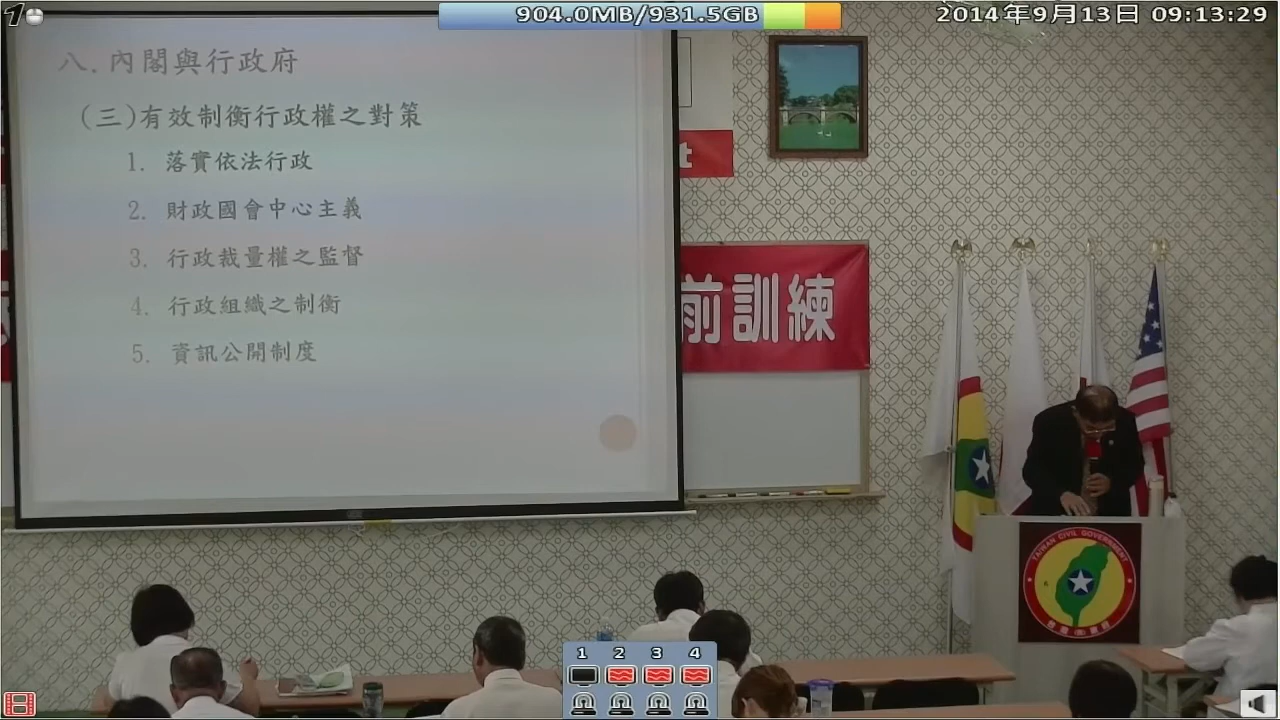 1
904.0MB/931.5GB
2014年9月13日 09:13:29
八. 內閣與行政府
(三)有效制衡行政權之對策
1. 落實依法行政
2. 財政國會中心主義
3. 行政裁量權之監督
4. 行政組織之制衡
5. 資訊公開制度
t
前訓練
TAIWAN CIVIL GOVERNMENT
1 2 3 4